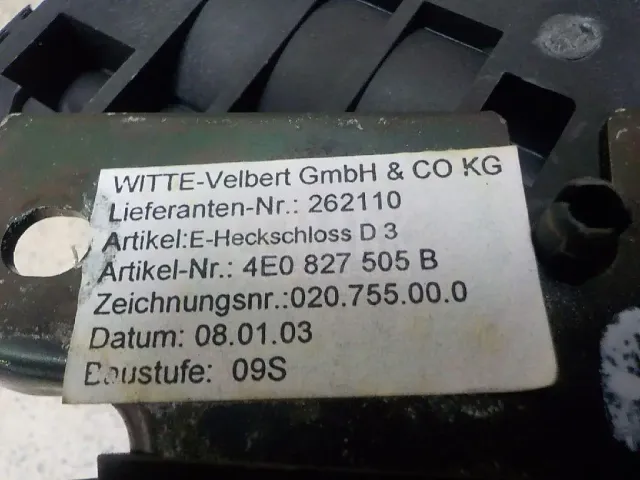 WITTE-Velbert GmbH & CO KG
Lieferanten-Nr.: 262110
Artikel:E-Heckschloss D 3
Artikel-Nr.: 4E0 827 505 B
Zeichnungsnr.:020.755.00.0
Datum: 08.01.03
Baustufe: 09S